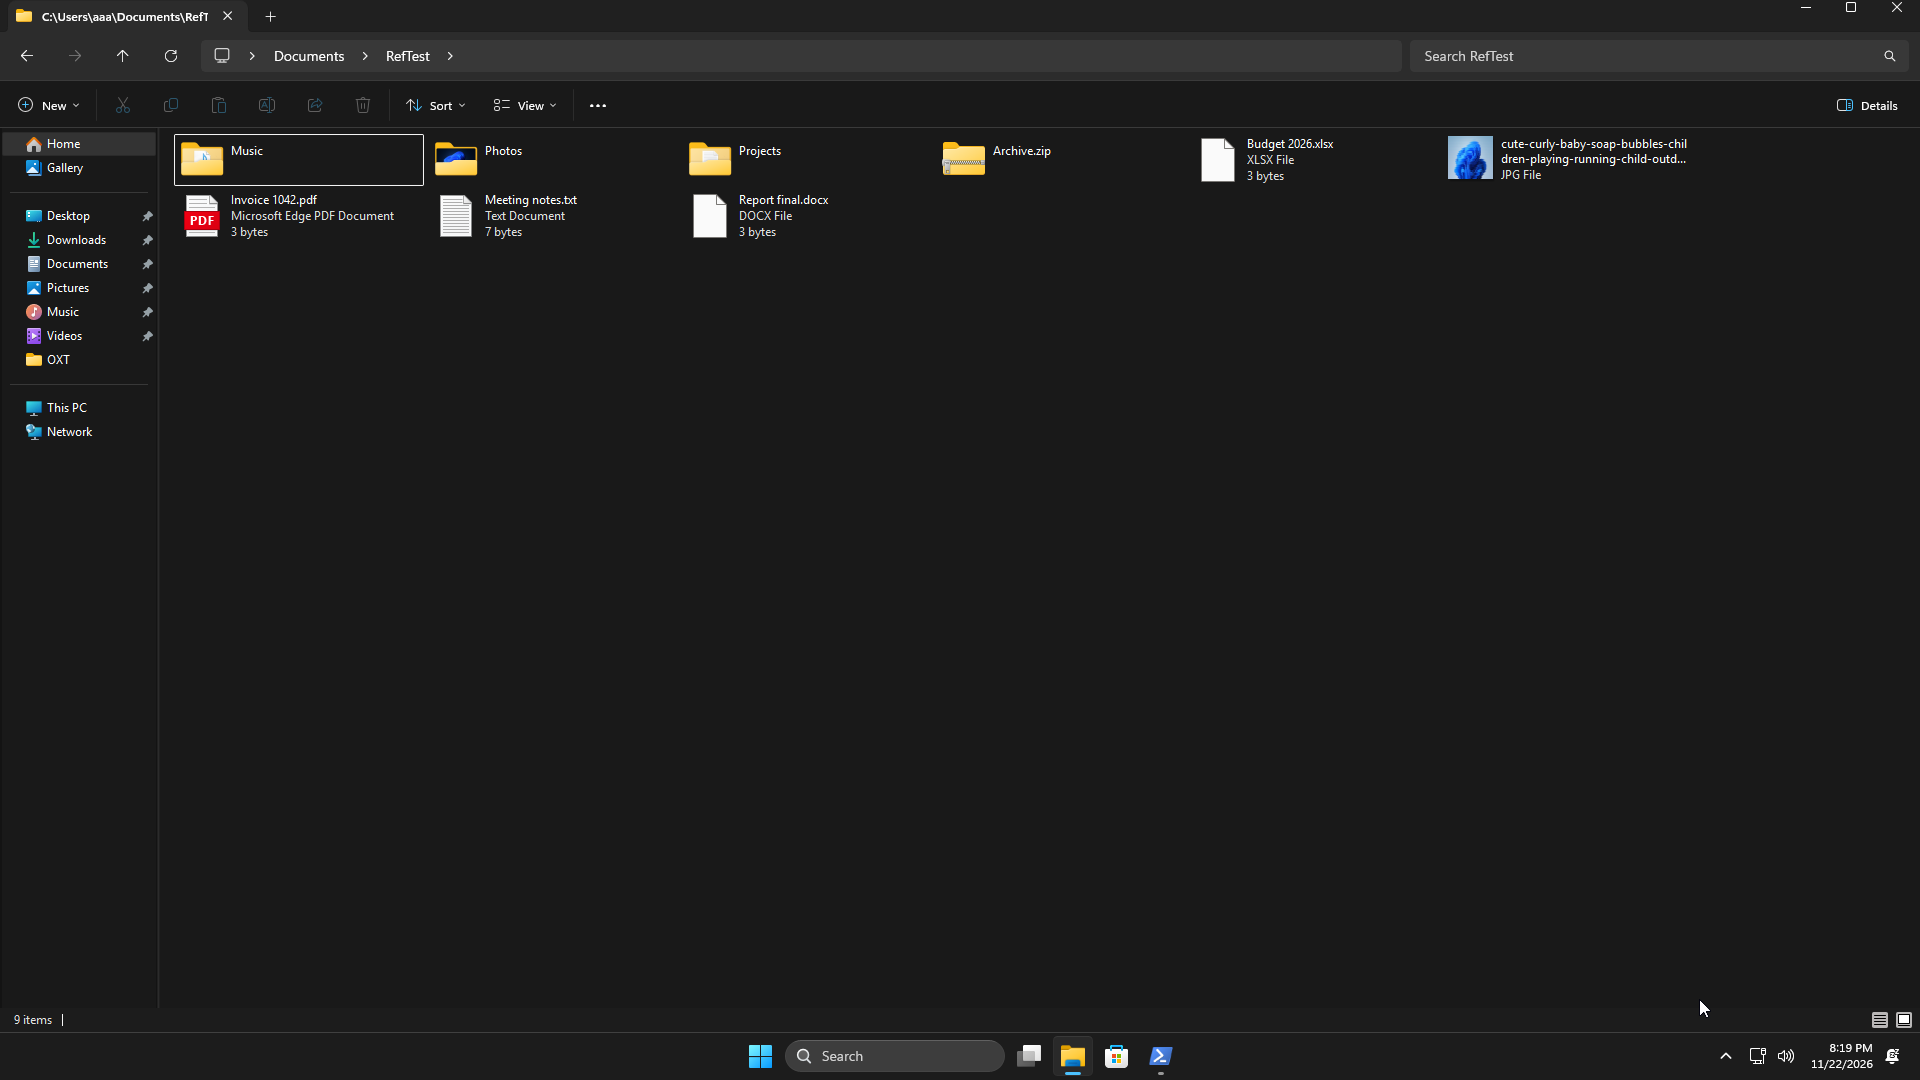 C:\Users\aaa\Documents\RefT
Documents
RefTest
Search RefTest
New
Sort
View
Details
Home
Gallery
Desktop
Downloads
Documents
Pictures
Music
Videos
OXT
This PC
Network
Music
Photos
Projects
Archive.zip
Budget 2026.xlsx
XLSX File
3 bytes
cute-curly-baby-soap-bubbles-chil
dren-playing-running-child-outd...
JPG File
PDF
Invoice 1042.pdf
Microsoft Edge PDF Document
3 bytes
Meeting notes.txt
Text Document
7 bytes
Report final.docx
DOCX File
3 bytes
9 items
Search
8:19 PM
11/22/2026